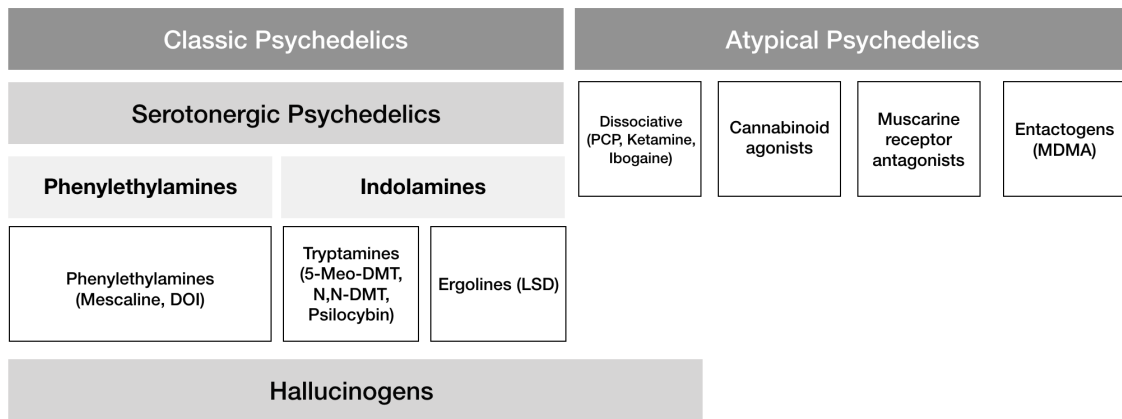 Classic Psychedelics
Atypical Psychedelics
Serotonergic Psychedelics
Dissociative
(PCP, Ketamine,
Ibogaine)
Cannabinoid
agonists
Muscarine
receptor
antagonists
Entactogens
(MDMA)
Phenylethylamines
Indolamines
Phenylethylamines
(Mescaline, DOI)
Tryptamines
(5-Meo-DMT,
N,N-DMT,
Psilocybin)
Ergolines (LSD)
Hallucinogens